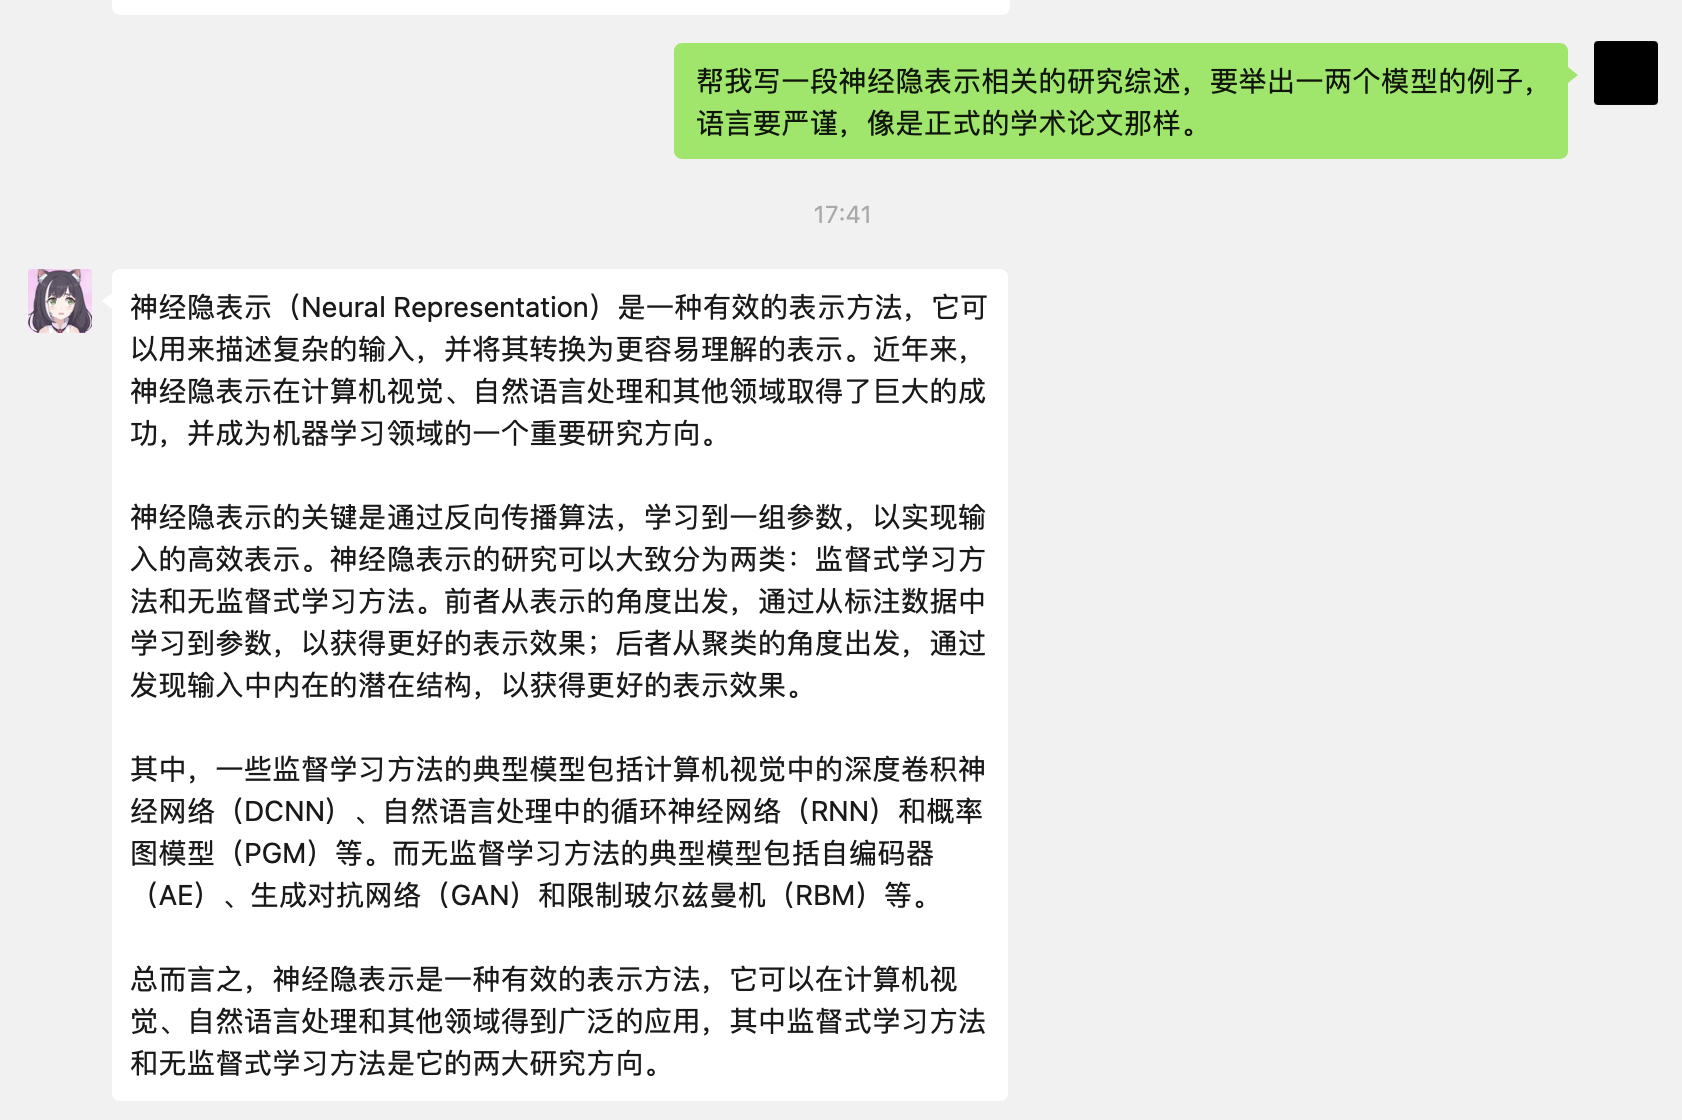 帮我写一段神经隐表示相关的研究综述，要举出一两个模型的例子，
语言要严谨，像是正式的学术论文那样。
17:41
神经隐表示（Neural Representation）是一种有效的表示方法，它可
以用来描述复杂的输入，并将其转换为更容易理解的表示。近年来，
神经隐表示在计算机视觉、自然语言处理和其他领域取得了巨大的成
功，并成为机器学习领域的一个重要研究方向。
神经隐表示的关键是通过反向传播算法，学习到一组参数，以实现输
入的高效表示。神经隐表示的研究可以大致分为两类：监督式学习方
法和无监督式学习方法。前者从表示的角度出发，通过从标注数据中
学习到参数，以获得更好的表示效果；后者从聚类的角度出发，通过
发现输入中内在的潜在结构，以获得更好的表示效果。
其中，一些监督学习方法的典型模型包括计算机视觉中的深度卷积神
经网络（DCNN）、自然语言处理中的循环神经网络（RNN）和概率
图模型（PGM）等。而无监督学习方法的典型模型包括自编码器
（AE）、生成对抗网络（GAN）和限制玻尔兹曼机（RBM）等。
总而言之，神经隐表示是一种有效的表示方法，它可以在计算机视
觉、自然语言处理和其他领域得到广泛的应用，其中监督式学习方法
和无监督式学习方法是它的两大研究方向。